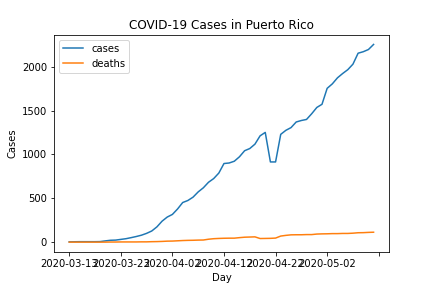 COVID-19 Cases in Puerto Rico
cases
deaths
2000
1500
1000
500
0
Cases
2020-03-13 2020-03-23 2020-04-02 2020-04-12 2020-04-22 2020-05-02
Day